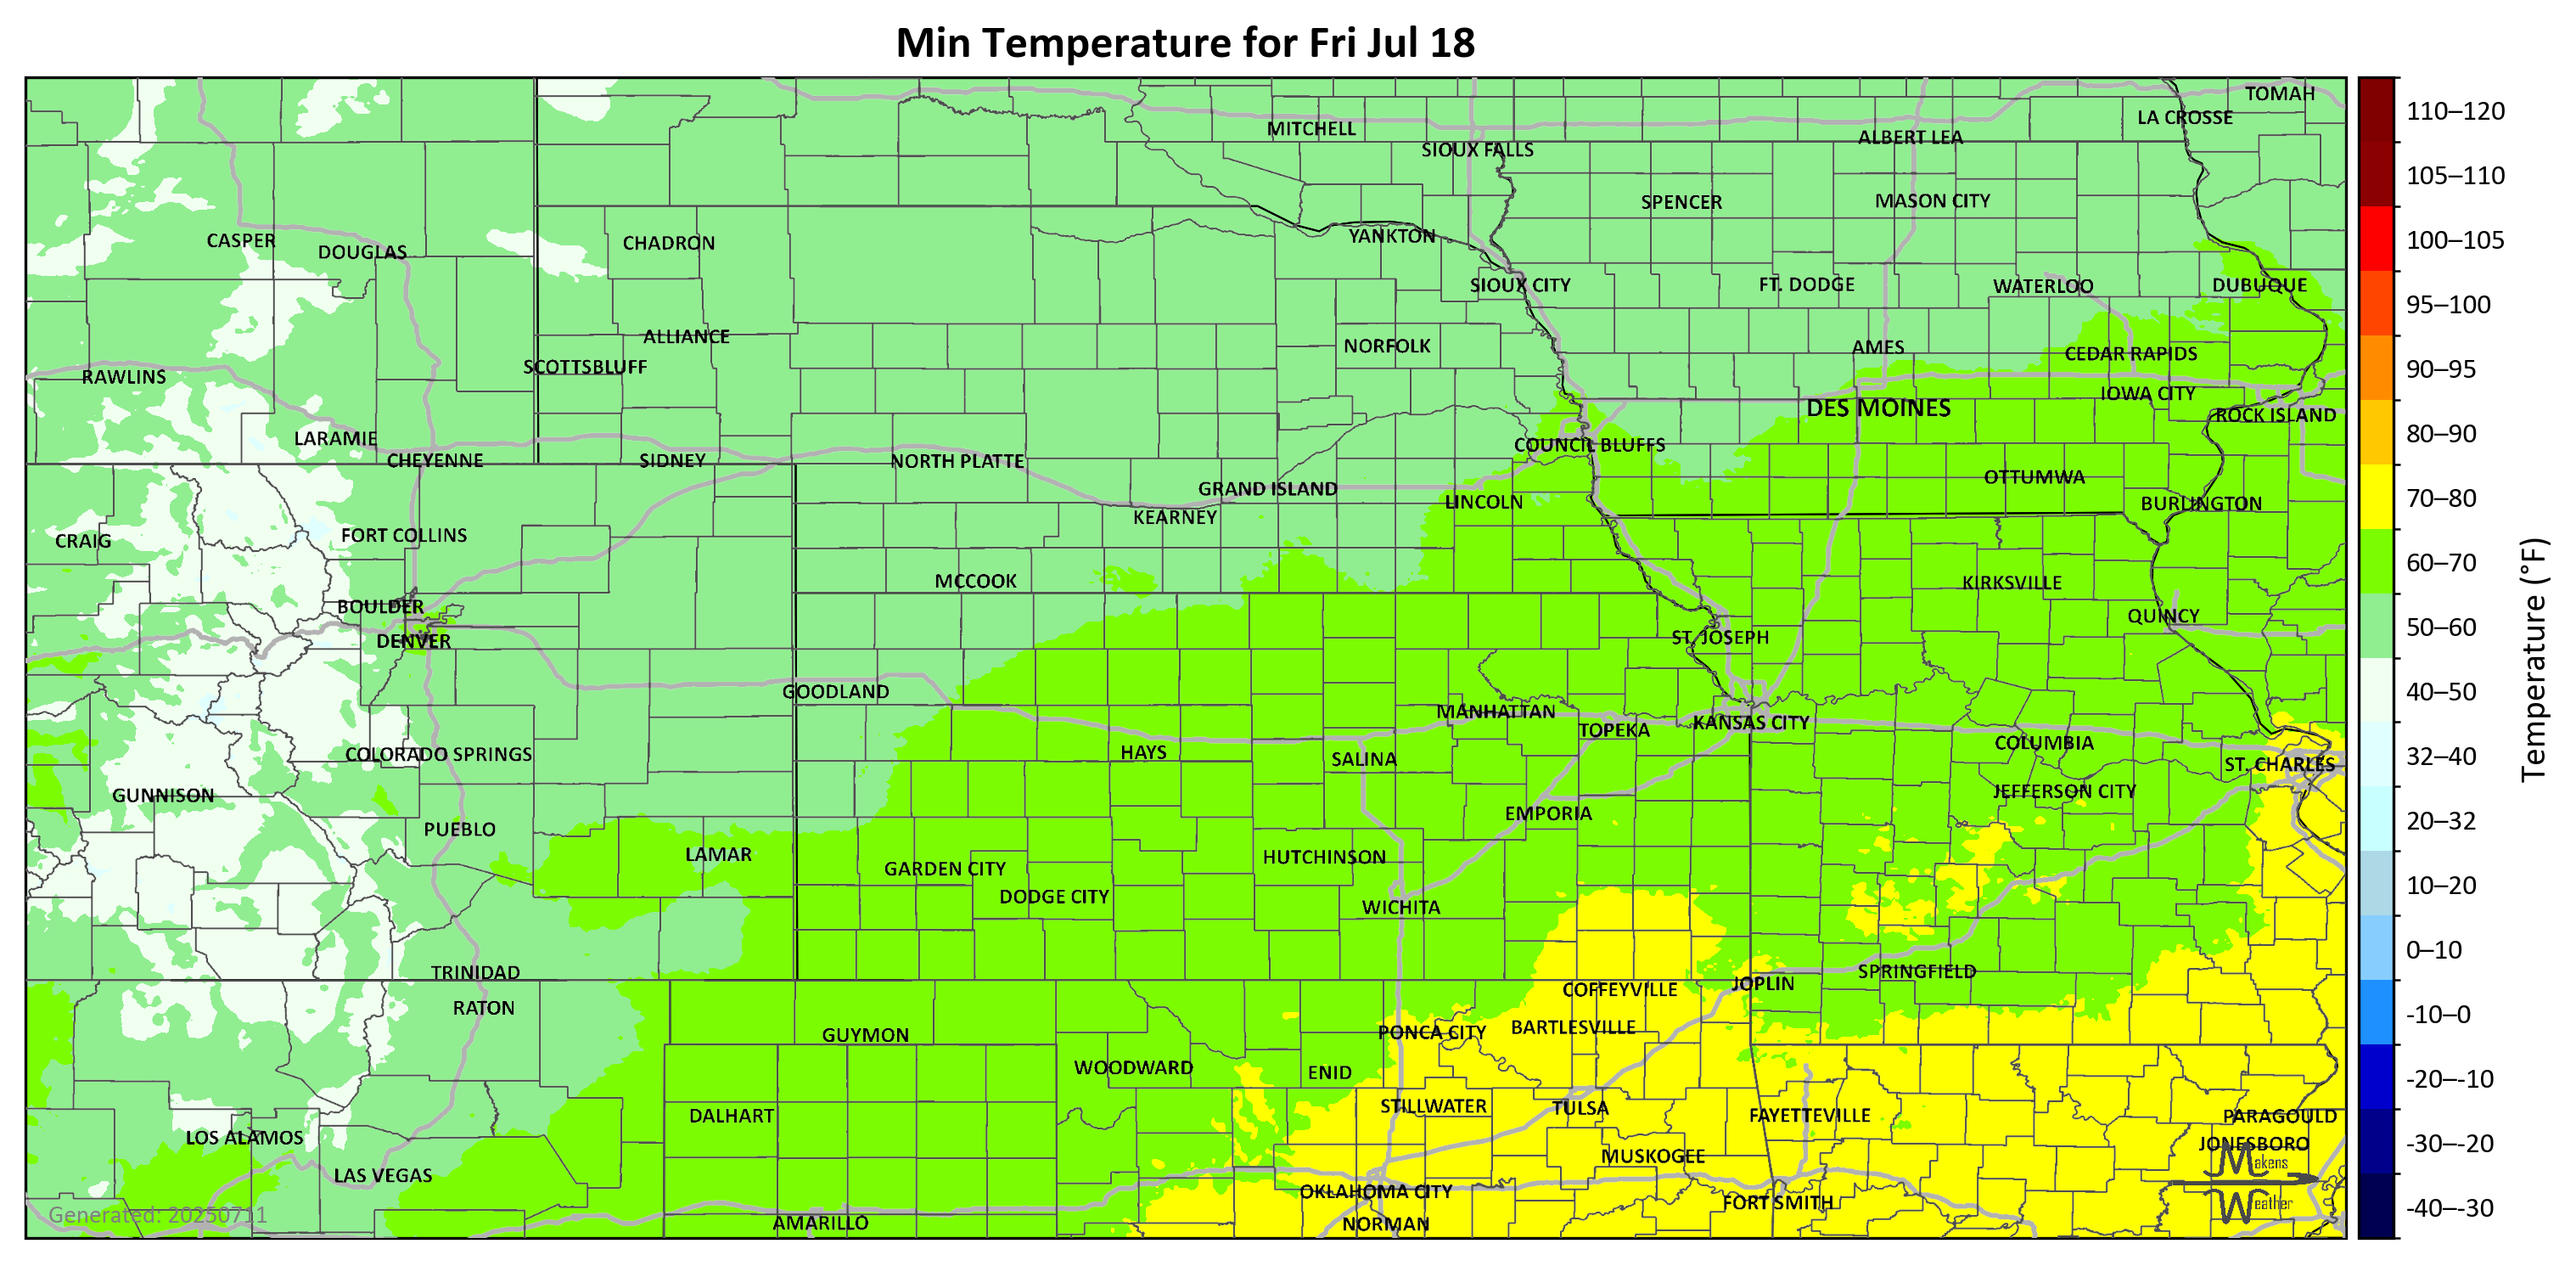 Min Temperature for Fri Jul 18
TOMAH
LA CROSSE
MITCHELL
ALBERT LEA
SIOUX FALLS
SPENCER
MASON CITY
CASPER
DOUGLAS
CHADRON
YANKTON
SIOUX CITY
FT. DODGE
WATERLOO
DUBUQUE
ALLIANCE
NORFOLK
AMES
CEDAR RAPIDS
SCOTTSBLUFF
RAWLINS
IOWA CITY
DES MOINES
ROCK ISLAND
LARAMIE
COUNCIL BLUFFS
CHEYENNE
SIDNEY
NORTH PLATTE
OTTUMWA
GRAND ISLAND
LINCOLN
BURLINGTON
KEARNEY
FORT COLLINS
CRAIG
MCCOOK
KIRKSVILLE
BOULDER
QUINCY
DENVER
ST. JOSEPH
GOODLAND
MANHATTAN
TOPEKA
KANSAS CITY
COLUMBIA
COLORADO SPRINGS
HAYS
SALINA
ST. CHARLES
GUNNISON
JEFFERSON CITY
EMPORIA
PUEBLO
LAMAR
HUTCHINSON
GARDEN CITY
DODGE CITY
WICHITA
TRINIDAD
SPRINGFIELD
JOPLIN
COFFEYVILLE
RATON
GUYMON
PONCA CITY
BARTLESVILLE
WOODWARD
ENID
STILLWATER
TULSA
DALHART
FAYETTEVILLE
PARAGOULD
LOS ALAMOS
JONESBORO
MUSKOGEE
LAS VEGAS
OKLAHOMA CITY
FORT SMITH
AMARILLO
NORMAN
Makens
Weather
Generated: 20250711
110–120
105–110
100–105
95–100
90–95
80–90
70–80
60–70
50–60
40–50
32–40
20–32
10–20
0–10
-10–0
-20–-10
-30–-20
-40–-30
Temperature (°F)